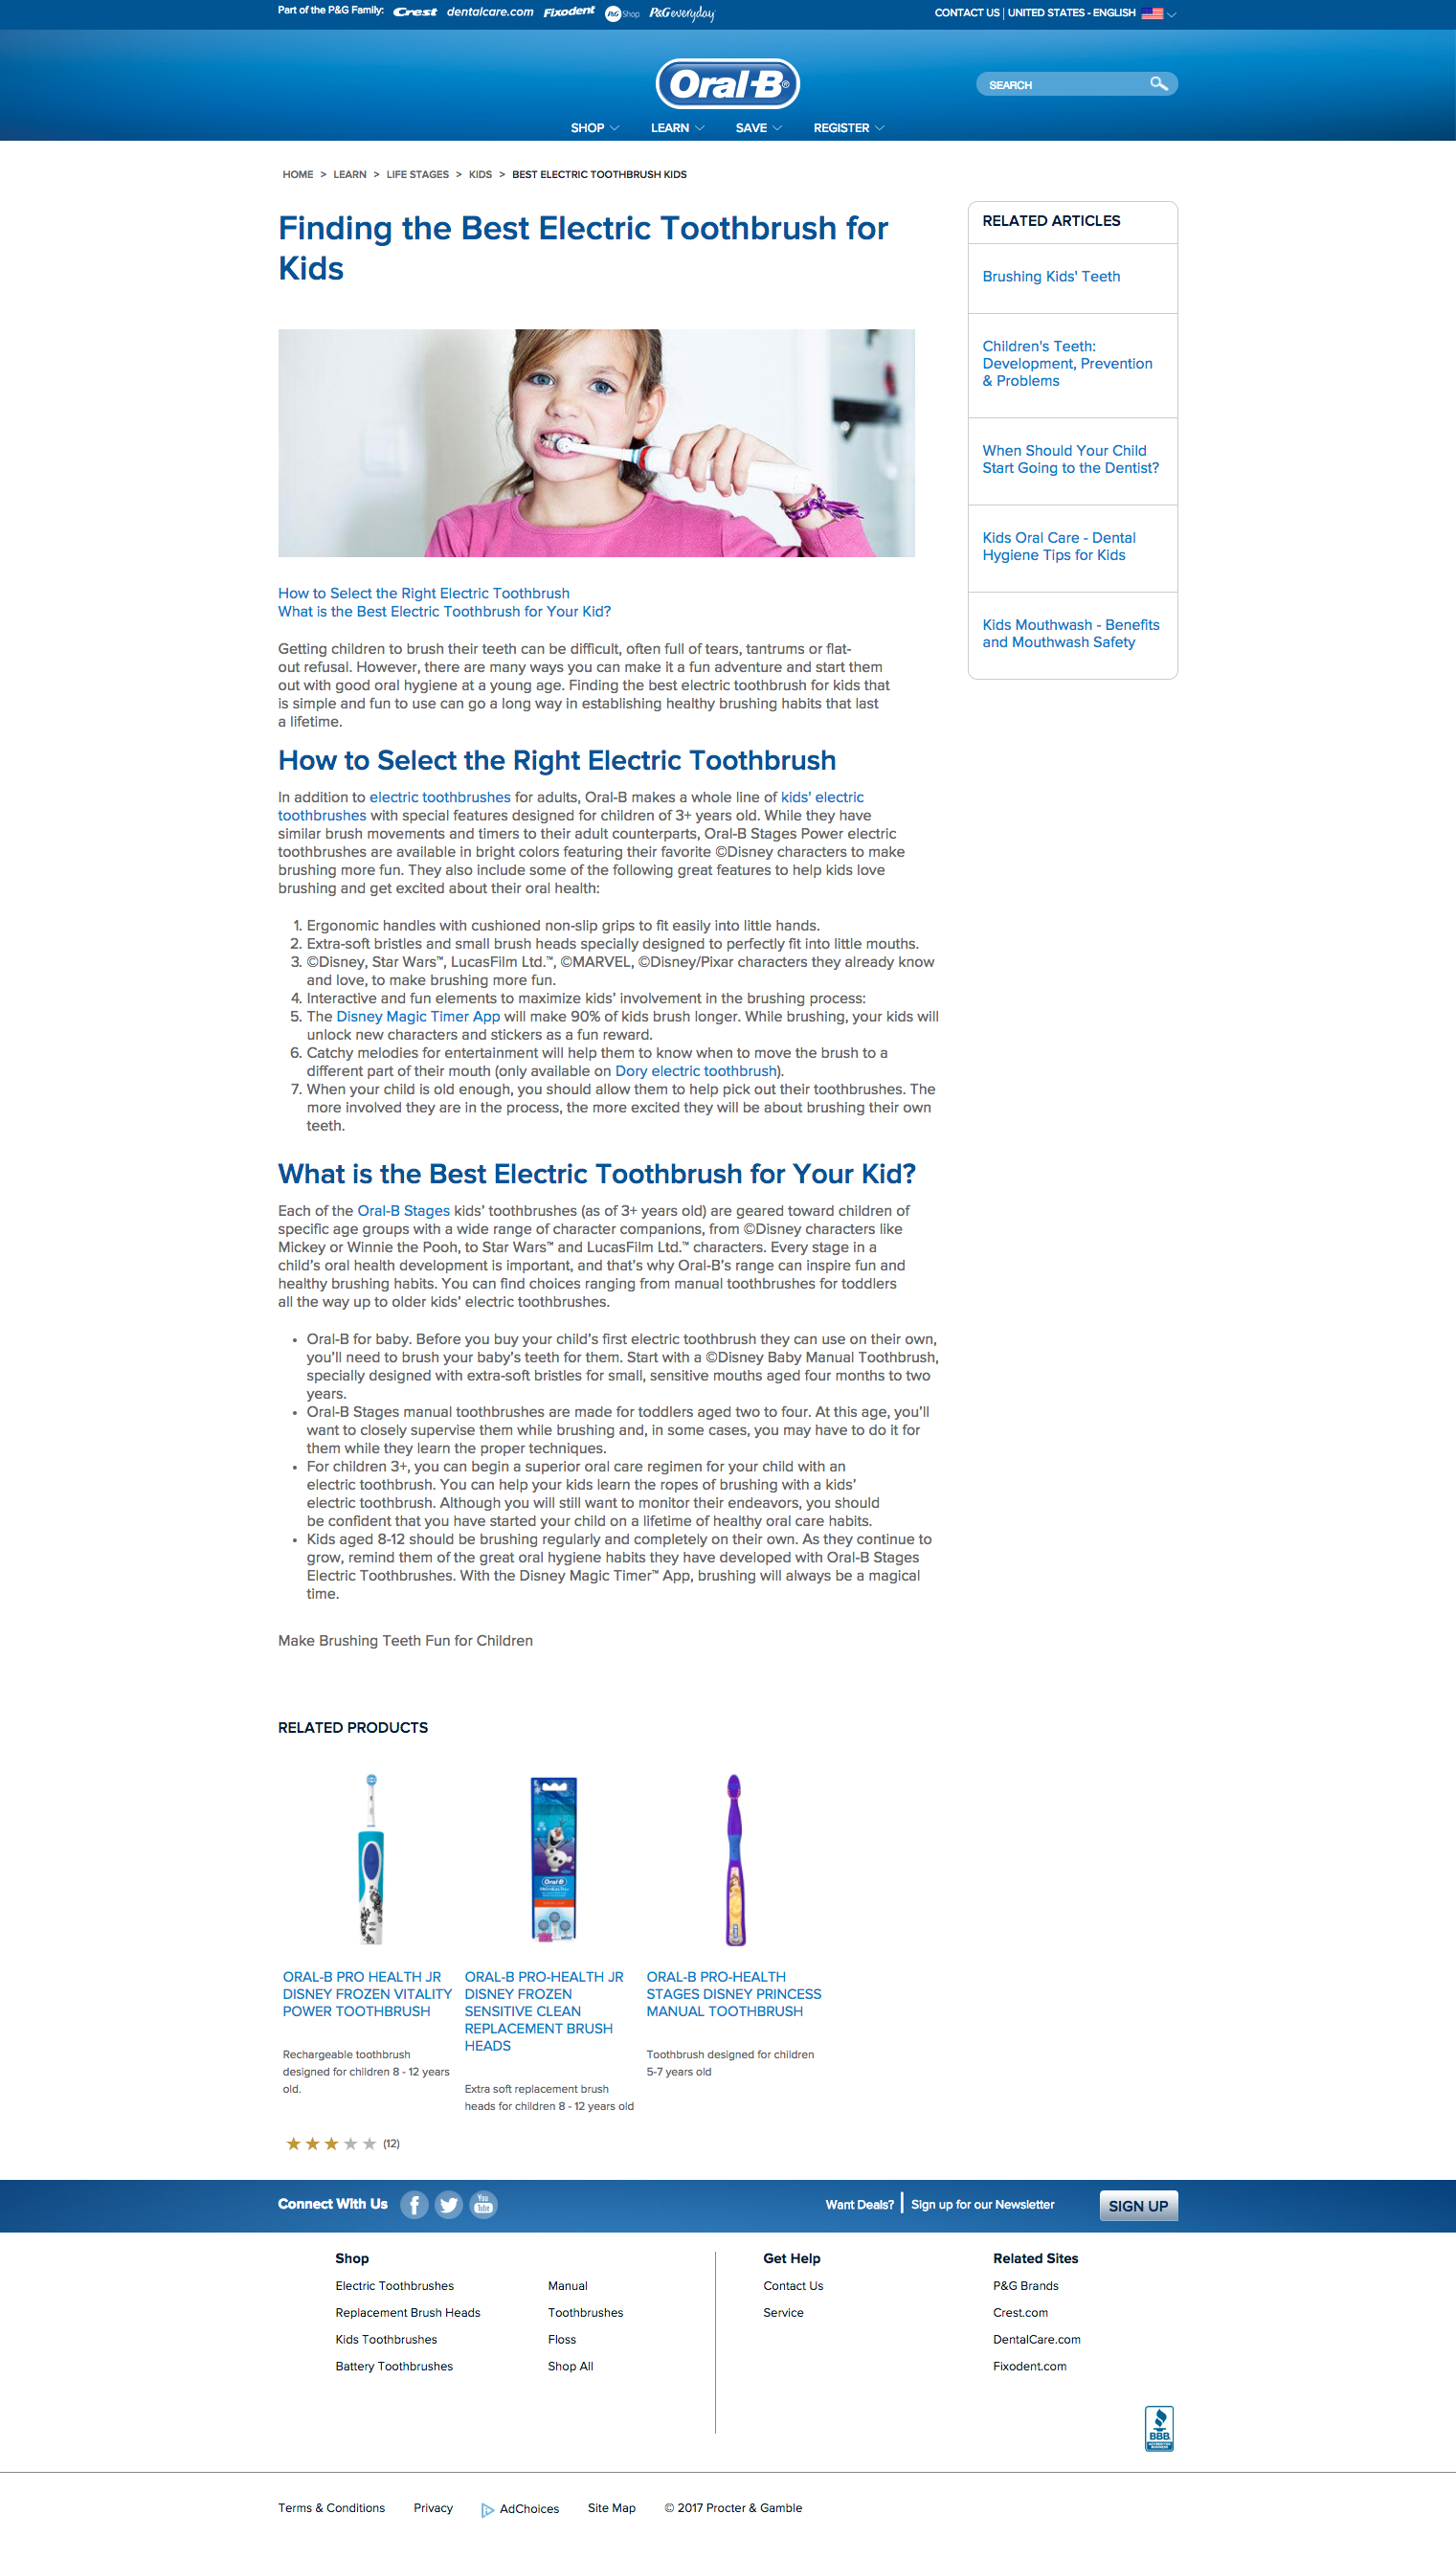 Part of the P&G Family: Crest dentalcare.com Fixodent P&G Shop P&G everyday
CONTACT US | UNITED STATES - ENGLISH
Oral-B®
SEARCH
SHOP LEARN SAVE REGISTER
HOME > LEARN > LIFE STAGES > KIDS > BEST ELECTRIC TOOTHBRUSH KIDS
Finding the Best Electric Toothbrush for
Kids
How to Select the Right Electric Toothbrush
What is the Best Electric Toothbrush for Your Kid?
Getting children to brush their teeth can be difficult, often full of tears, tantrums or flat-
out refusal. However, there are many ways you can make it a fun adventure and start them
out with good oral hygiene at a young age. Finding the best electric toothbrush for kids that
is simple and fun to use can go a long way in establishing healthy brushing habits that last
a lifetime.
How to Select the Right Electric Toothbrush
In addition to electric toothbrushes for adults, Oral-B makes a whole line of kids' electric
toothbrushes with special features designed for children of 3+ years old. While they have
similar brush movements and timers to their adult counterparts, Oral-B Stages Power electric
toothbrushes are available in bright colors featuring their favorite ©Disney characters to make
brushing more fun. They also include some of the following great features to help kids love
brushing and get excited about their oral health:
1. Ergonomic handles with cushioned non-slip grips to fit easily into little hands.
2. Extra-soft bristles and small brush heads specially designed to perfectly fit into little mouths.
3. ©Disney, Star Wars™, LucasFilm Ltd.™, ©MARVEL, ©Disney/Pixar characters they already know
and love, to make brushing more fun.
4. Interactive and fun elements to maximize kids’ involvement in the brushing process:
5. The Disney Magic Timer App will make 90% of kids brush longer. While brushing, your kids will
unlock new characters and stickers as a fun reward.
6. Catchy melodies for entertainment will help them to know when to move the brush to a
different part of their mouth (only available on Dory electric toothbrush).
7. When your child is old enough, you should allow them to help pick out their toothbrushes. The
more involved they are in the process, the more excited they will be about brushing their own
teeth.
What is the Best Electric Toothbrush for Your Kid?
Each of the Oral-B Stages kids’ toothbrushes (as of 3+ years old) are geared toward children of
specific age groups with a wide range of character companions, from ©Disney characters like
Mickey or Winnie the Pooh, to Star Wars™ and LucasFilm Ltd.™ characters. Every stage in a
child’s oral health development is important, and that’s why Oral-B’s range can inspire fun and
healthy brushing habits. You can find choices ranging from manual toothbrushes for toddlers
all the way up to older kids’ electric toothbrushes.
• Oral-B for baby. Before you buy your child’s first electric toothbrush they can use on their own,
you’ll need to brush your baby’s teeth for them. Start with a ©Disney Baby Manual Toothbrush,
specially designed with extra-soft bristles for small, sensitive mouths aged four months to two
years.
• Oral-B Stages manual toothbrushes are made for toddlers aged two to four. At this age, you’ll
want to closely supervise them while brushing and, in some cases, you may have to do it for
them while they learn the proper techniques.
• For children 3+, you can begin a superior oral care regimen for your child with an
electric toothbrush. You can help your kids learn the ropes of brushing with a kids’
electric toothbrush. Although you will still want to monitor their endeavors, you should
be confident that you have started your child on a lifetime of healthy oral care habits.
• Kids aged 8-12 should be brushing regularly and completely on their own. As they continue to
grow, remind them of the great oral hygiene habits they have developed with Oral-B Stages
Electric Toothbrushes. With the Disney Magic Timer™ App, brushing will always be a magical
time.
Make Brushing Teeth Fun for Children
RELATED ARTICLES
Brushing Kids' Teeth
Children's Teeth:
Development, Prevention
& Problems
When Should Your Child
Start Going to the Dentist?
Kids Oral Care - Dental
Hygiene Tips for Kids
Kids Mouthwash - Benefits
and Mouthwash Safety
RELATED PRODUCTS
Oral-B
ORAL-B PRO HEALTH JR
DISNEY FROZEN VITALITY
POWER TOOTHBRUSH
Rechargeable toothbrush
designed for children 8 - 12 years
old.
(12)
ORAL-B PRO-HEALTH JR
DISNEY FROZEN
SENSITIVE CLEAN
REPLACEMENT BRUSH
HEADS
Extra soft replacement brush
heads for children 8 - 12 years old
ORAL-B PRO-HEALTH
STAGES DISNEY PRINCESS
MANUAL TOOTHBRUSH
Toothbrush designed for children
5-7 years old
Connect With Us
You
Tube
Want Deals? | Sign up for our Newsletter
SIGN UP
Shop
Electric Toothbrushes
Replacement Brush Heads
Kids Toothbrushes
Battery Toothbrushes
Manual
Toothbrushes
Floss
Shop All
Get Help
Contact Us
Service
Related Sites
P&G Brands
Crest.com
DentalCare.com
Fixodent.com
BBB
Terms & Conditions Privacy AdChoices Site Map © 2017 Procter & Gamble